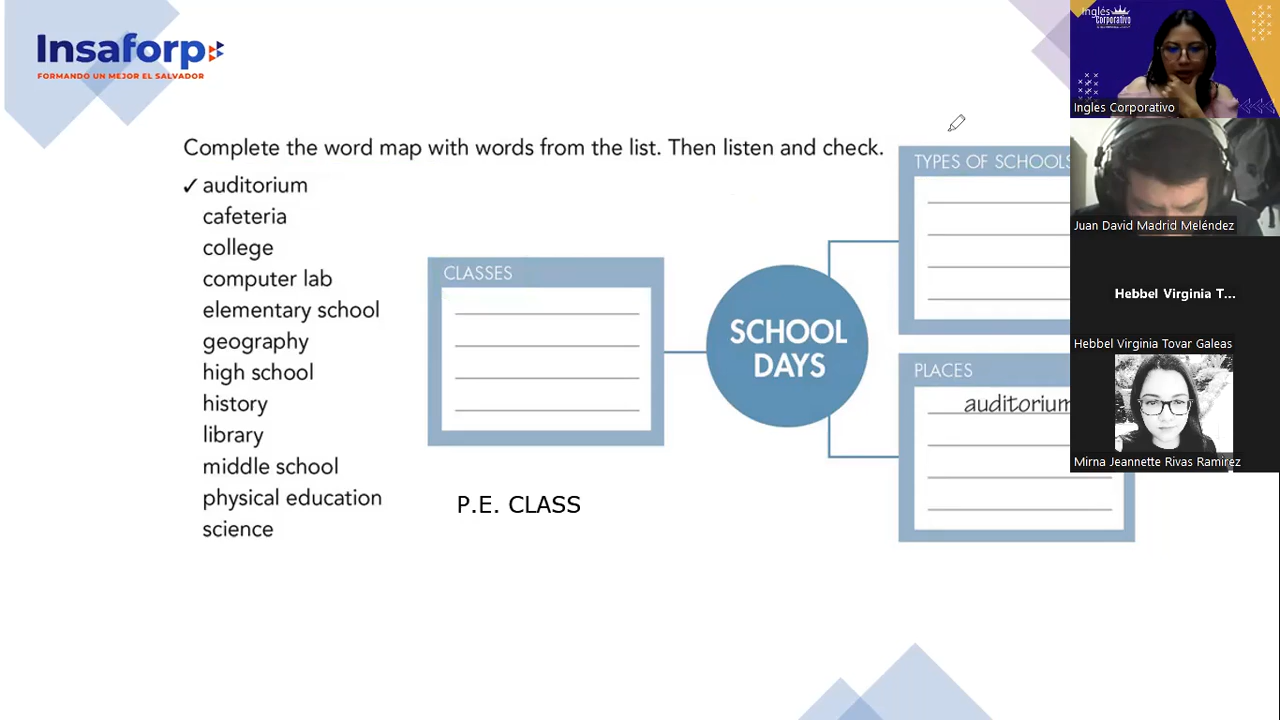 Insaforp
FORMANDO UN MEJOR EL SALVADOR
Complete the word map with words from the list. Then listen and check.
✓ auditorium
cafeteria
college
computer lab
elementary school
geography
high school
history
library
middle school
physical education
science
CLASSES
P.E. CLASS
SCHOOL
DAYS
TYPES OF SCHOOLS
PLACES
auditorium
Inglés
Corporativo
Ingles Corporativo
Juan David Madrid Meléndez
Hebbel Virginia T...
Hebbel Virginia Tovar Galeas
Mirna Jeannette Rivas Ramirez